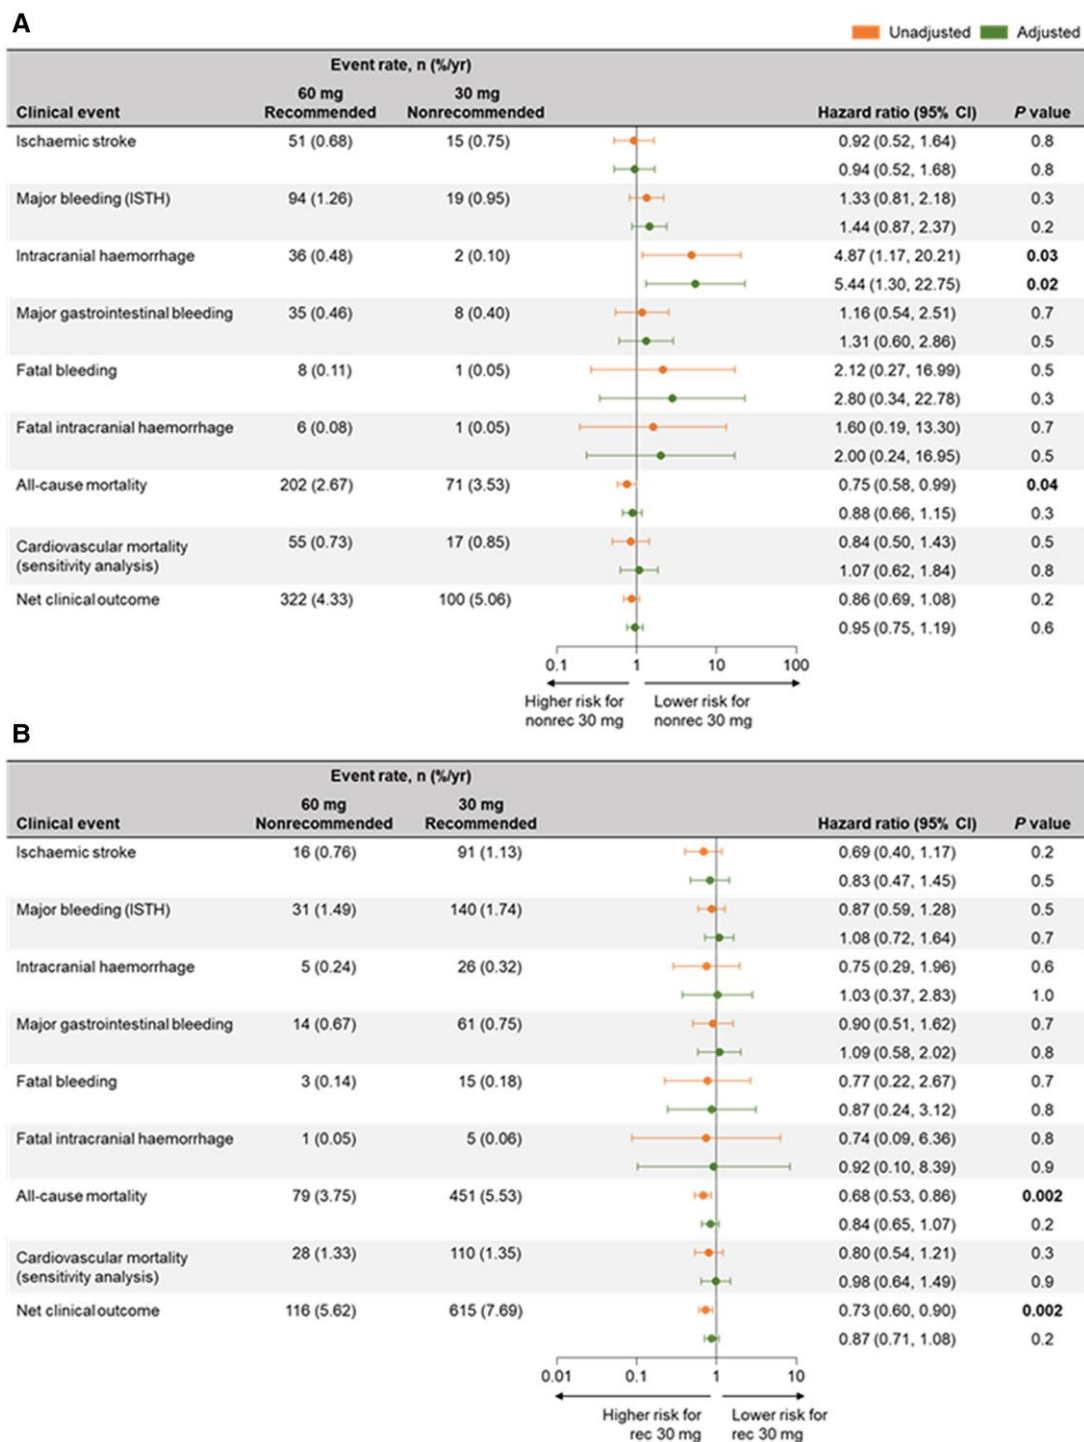 A
Unadjusted Adjusted
Event rate, n (%/yr)
60 mg 30 mg
Clinical event Recommended Nonrecommended Hazard ratio (95% CI) P value
Ischaemic stroke 51 (0.68) 15 (0.75) 0.92 (0.52, 1.64) 0.8
0.94 (0.52, 1.68) 0.8
Major bleeding (ISTH) 94 (1.26) 19 (0.95) 1.33 (0.81, 2.18) 0.3
1.44 (0.87, 2.37) 0.2
Intracranial haemorrhage 36 (0.48) 2 (0.10) 4.87 (1.17, 20.21) 0.03
5.44 (1.30, 22.75) 0.02
Major gastrointestinal bleeding 35 (0.46) 8 (0.40) 1.16 (0.54, 2.51) 0.7
1.31 (0.60, 2.86) 0.5
Fatal bleeding 8 (0.11) 1 (0.05) 2.12 (0.27, 16.99) 0.5
2.80 (0.34, 22.78) 0.3
Fatal intracranial haemorrhage 6 (0.08) 1 (0.05) 1.60 (0.19, 13.30) 0.7
2.00 (0.24, 16.95) 0.5
All-cause mortality 202 (2.67) 71 (3.53) 0.75 (0.58, 0.99) 0.04
0.88 (0.66, 1.15) 0.3
Cardiovascular mortality 55 (0.73) 17 (0.85) 0.84 (0.50, 1.43) 0.5
(sensitivity analysis) 1.07 (0.62, 1.84) 0.8
Net clinical outcome 322 (4.33) 100 (5.06) 0.86 (0.69, 1.08) 0.2
0.95 (0.75, 1.19) 0.6
0.1 1 10 100
Higher risk for Lower risk for
nonrec 30 mg nonrec 30 mg
B
Event rate, n (%/yr)
60 mg 30 mg
Clinical event Nonrecommended Recommended Hazard ratio (95% CI) P value
Ischaemic stroke 16 (0.76) 91 (1.13) 0.69 (0.40, 1.17) 0.2
0.83 (0.47, 1.45) 0.5
Major bleeding (ISTH) 31 (1.49) 140 (1.74) 0.87 (0.59, 1.28) 0.5
1.08 (0.72, 1.64) 0.7
Intracranial haemorrhage 5 (0.24) 26 (0.32) 0.75 (0.29, 1.96) 0.6
1.03 (0.37, 2.83) 1.0
Major gastrointestinal bleeding 14 (0.67) 61 (0.75) 0.90 (0.51, 1.62) 0.7
1.09 (0.58, 2.02) 0.8
Fatal bleeding 3 (0.14) 15 (0.18) 0.77 (0.22, 2.67) 0.7
0.87 (0.24, 3.12) 0.8
Fatal intracranial haemorrhage 1 (0.05) 5 (0.06) 0.74 (0.09, 6.36) 0.8
0.92 (0.10, 8.39) 0.9
All-cause mortality 79 (3.75) 451 (5.53) 0.68 (0.53, 0.86) 0.002
0.84 (0.65, 1.07) 0.2
Cardiovascular mortality 28 (1.33) 110 (1.35) 0.80 (0.54, 1.21) 0.3
(sensitivity analysis) 0.98 (0.64, 1.49) 0.9
Net clinical outcome 116 (5.62) 615 (7.69) 0.73 (0.60, 0.90) 0.002
0.87 (0.71, 1.08) 0.2
0.01 0.1 1 10
Higher risk for Lower risk for
rec 30 mg rec 30 mg